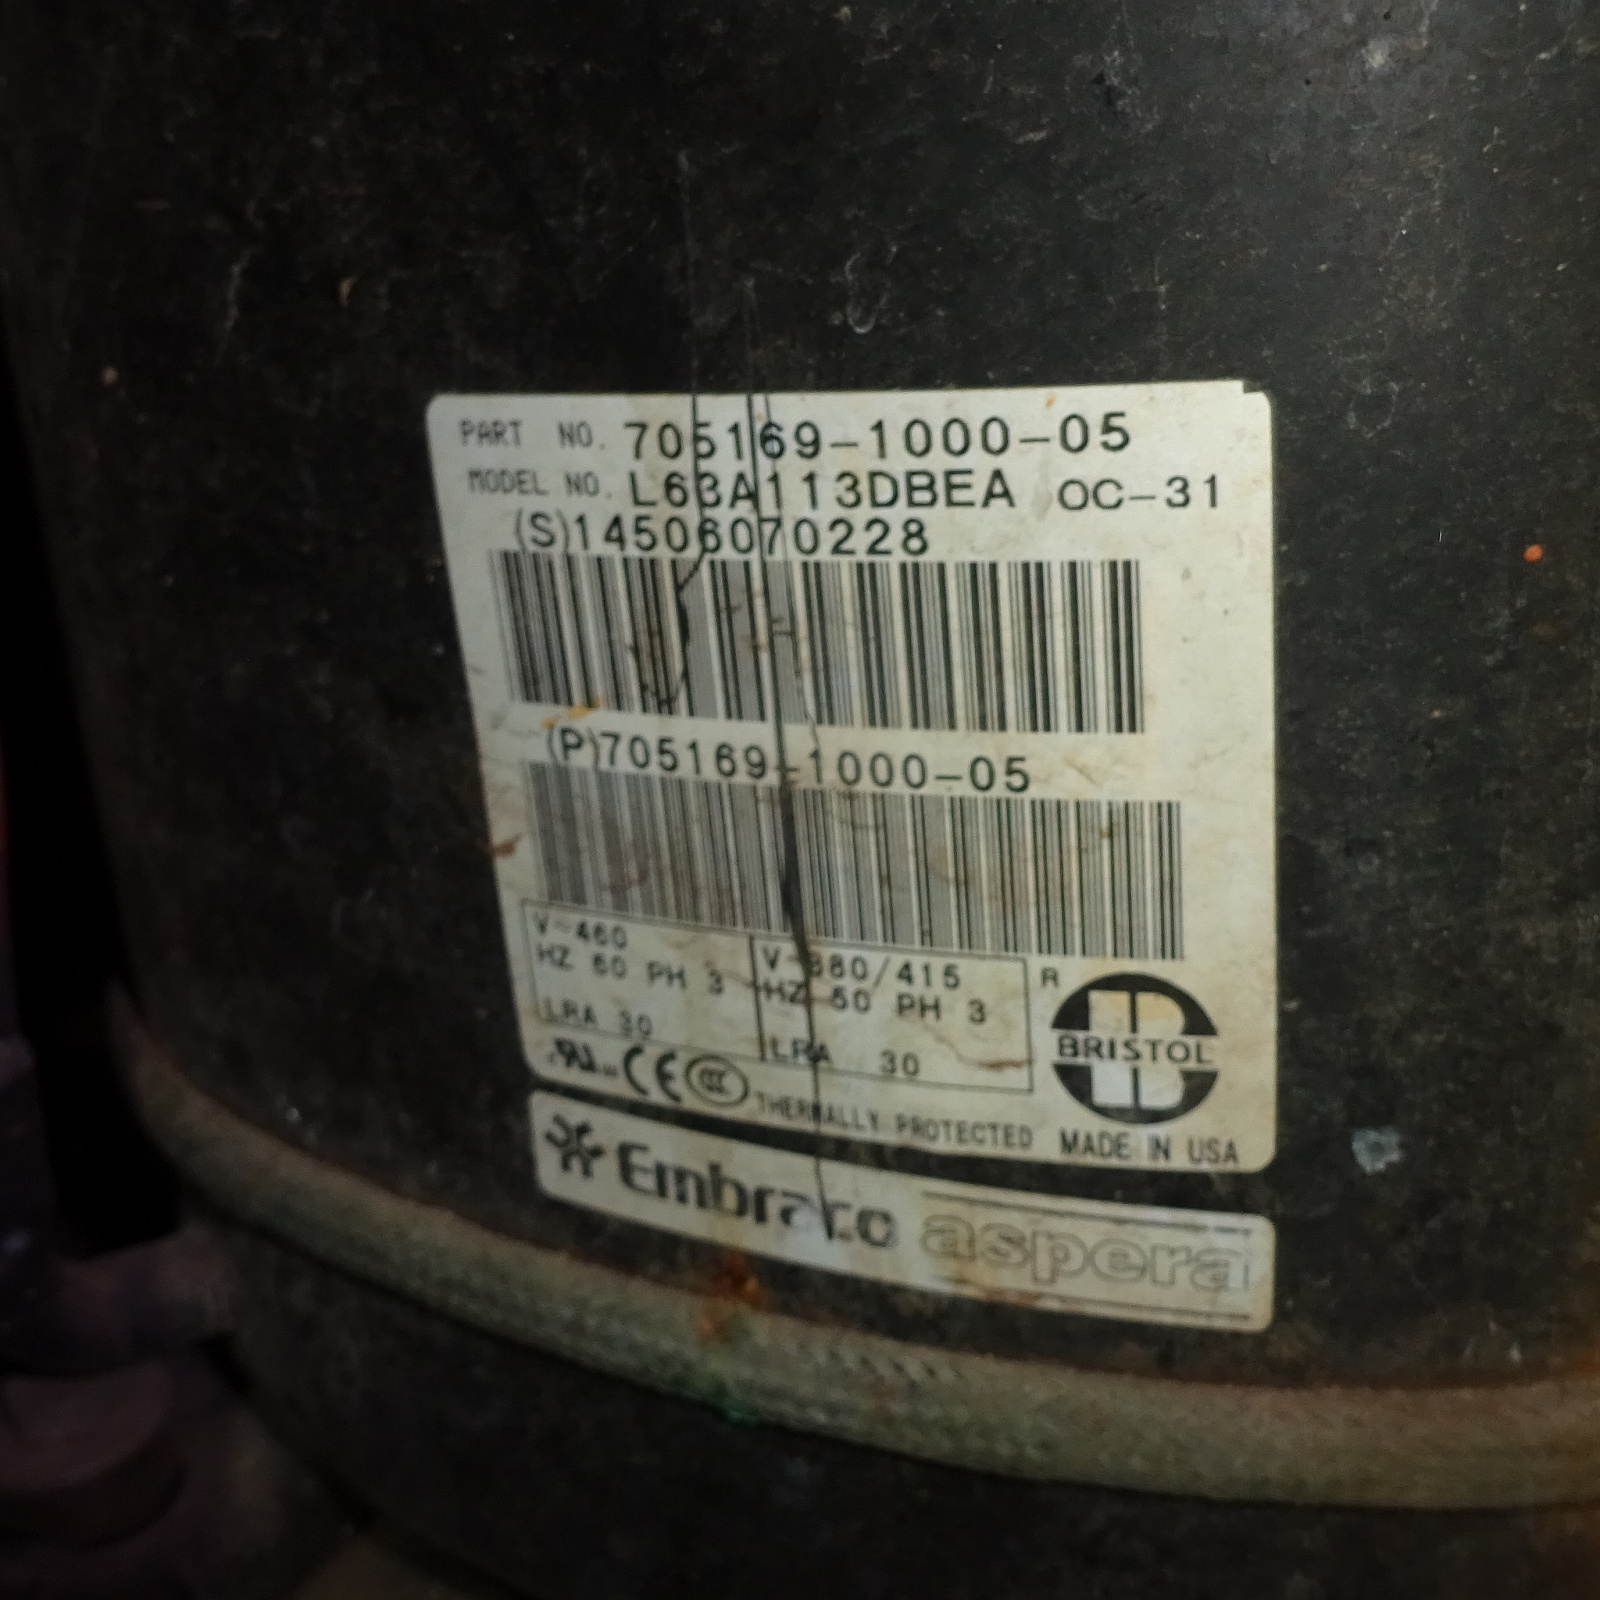 PART NO. 705169-1000-05
MODEL NO. L63A113DBEA OC-31
(S)14506070228
(P)705169-1000-05
V~460
HZ 60 PH 3
LRA 30
V~380/415
HZ 50 PH 3
LRA 30
R
BRISTOL
CE
THERMALLY PROTECTED
MADE IN USA
Embraco aspera